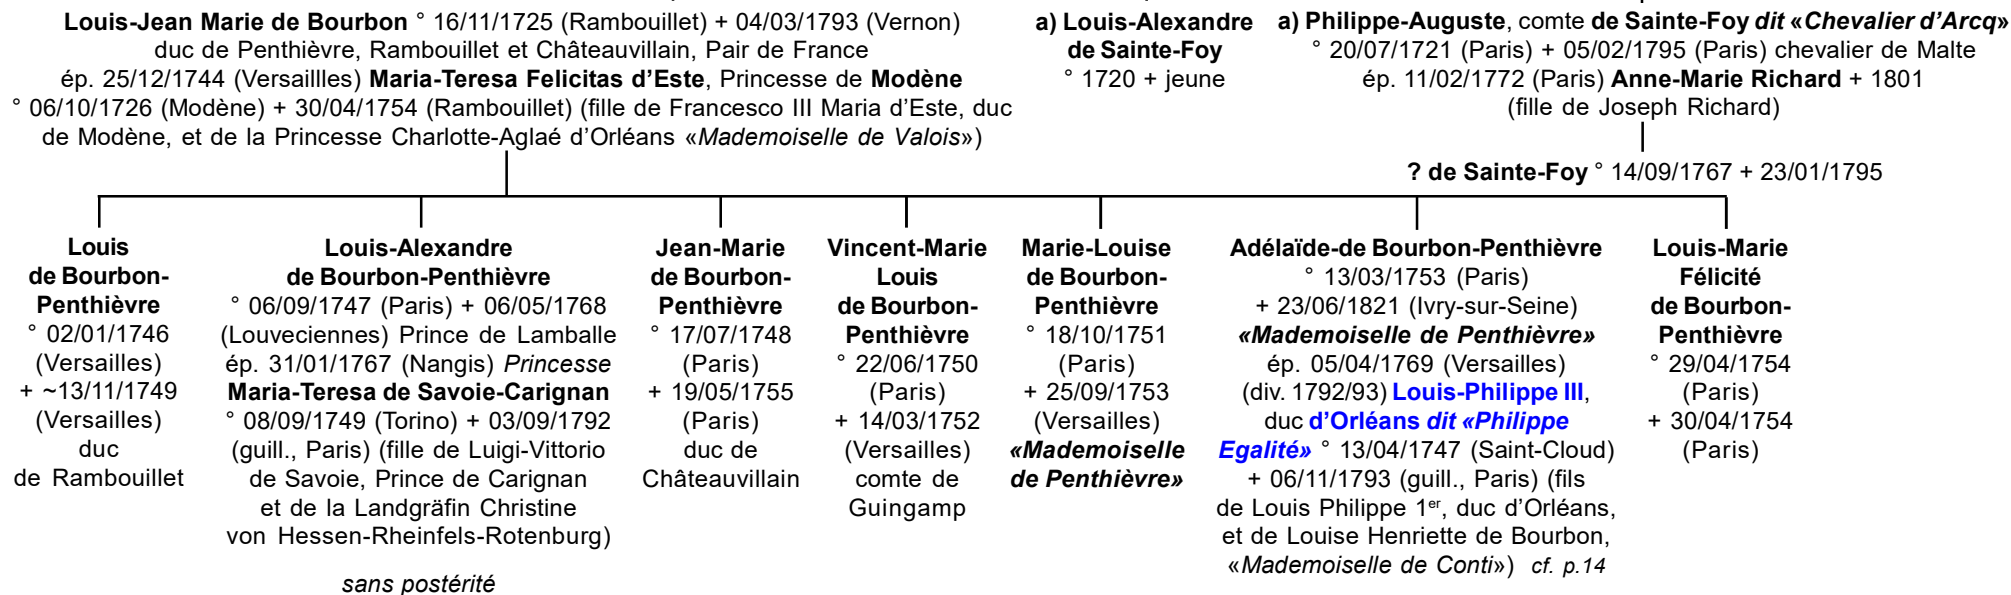 Louis-Jean Marie de Bourbon ° 16/11/1725 (Rambouillet) + 04/03/1793 (Vernon)
duc de Penthièvre, Rambouillet et Châteauvillain, Pair de France
ép. 25/12/1744 (Versaillles) Maria-Teresa Felicitas d'Este, Princesse de Modène
° 06/10/1726 (Modène) + 30/04/1754 (Rambouillet) (fille de Francesco III Maria d'Este, duc
de Modène, et de la Princesse Charlotte-Aglaé d'Orléans «Mademoiselle de Valois»)
a) Louis-Alexandre
de Sainte-Foy
° 1720 + jeune
a) Philippe-Auguste, comte de Sainte-Foy dit «Chevalier d'Arcq»
° 20/07/1721 (Paris) + 05/02/1795 (Paris) chevalier de Malte
ép. 11/02/1772 (Paris) Anne-Marie Richard + 1801
(fille de Joseph Richard)
? de Sainte-Foy ° 14/09/1767 + 23/01/1795
Louis
de Bourbon-
Penthièvre
° 02/01/1746
(Versailles)
+ ~13/11/1749
(Versailles)
duc
de Rambouillet
Louis-Alexandre
de Bourbon-Penthièvre
° 06/09/1747 (Paris) + 06/05/1768
(Louveciennes) Prince de Lamballe
ép. 31/01/1767 (Nangis) Princesse
Maria-Teresa de Savoie-Carignan
° 08/09/1749 (Torino) + 03/09/1792
(guill., Paris) (fille de Luigi-Vittorio
de Savoie, Prince de Carignan
et de la Landgräfin Christine
von Hessen-Rheinfels-Rotenburg)
sans postérité
Jean-Marie
de Bourbon-
Penthièvre
° 17/07/1748
(Paris)
+ 19/05/1755
(Paris)
duc de
Châteauvillain
Vincent-Marie
Louis
de Bourbon-
Penthièvre
° 22/06/1750
(Paris)
+ 14/03/1752
(Versailles)
comte de
Guingamp
Marie-Louise
de Bourbon-
Penthièvre
° 18/10/1751
(Paris)
+ 25/09/1753
(Versailles)
«Mademoiselle
de Penthièvre»
Adélaïde-de Bourbon-Penthièvre
° 13/03/1753 (Paris)
+ 23/06/1821 (Ivry-sur-Seine)
«Mademoiselle de Penthièvre»
ép. 05/04/1769 (Versailles)
(div. 1792/93) Louis-Philippe III,
duc d'Orléans dit «Philippe
Egalité» ° 13/04/1747 (Saint-Cloud)
+ 06/11/1793 (guill., Paris) (fils
de Louis Philippe 1er, duc d'Orléans,
et de Louise Henriette de Bourbon,
«Mademoiselle de Conti») cf. p.14
Louis-Marie
Félicité
de Bourbon-
Penthièvre
° 29/04/1754
(Paris)
+ 30/04/1754
(Paris)